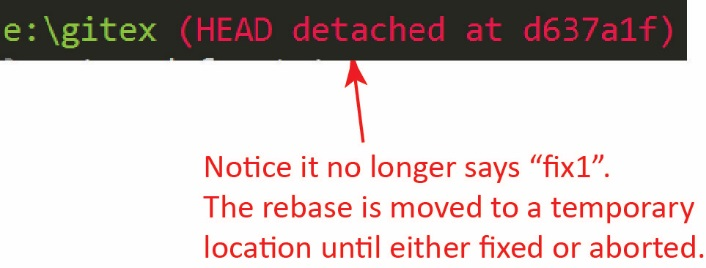 e:\gitex (HEAD detached at d637a1f)
Notice it no longer says “fix1”.
The rebase is moved to a temporary
location until either fixed or aborted.